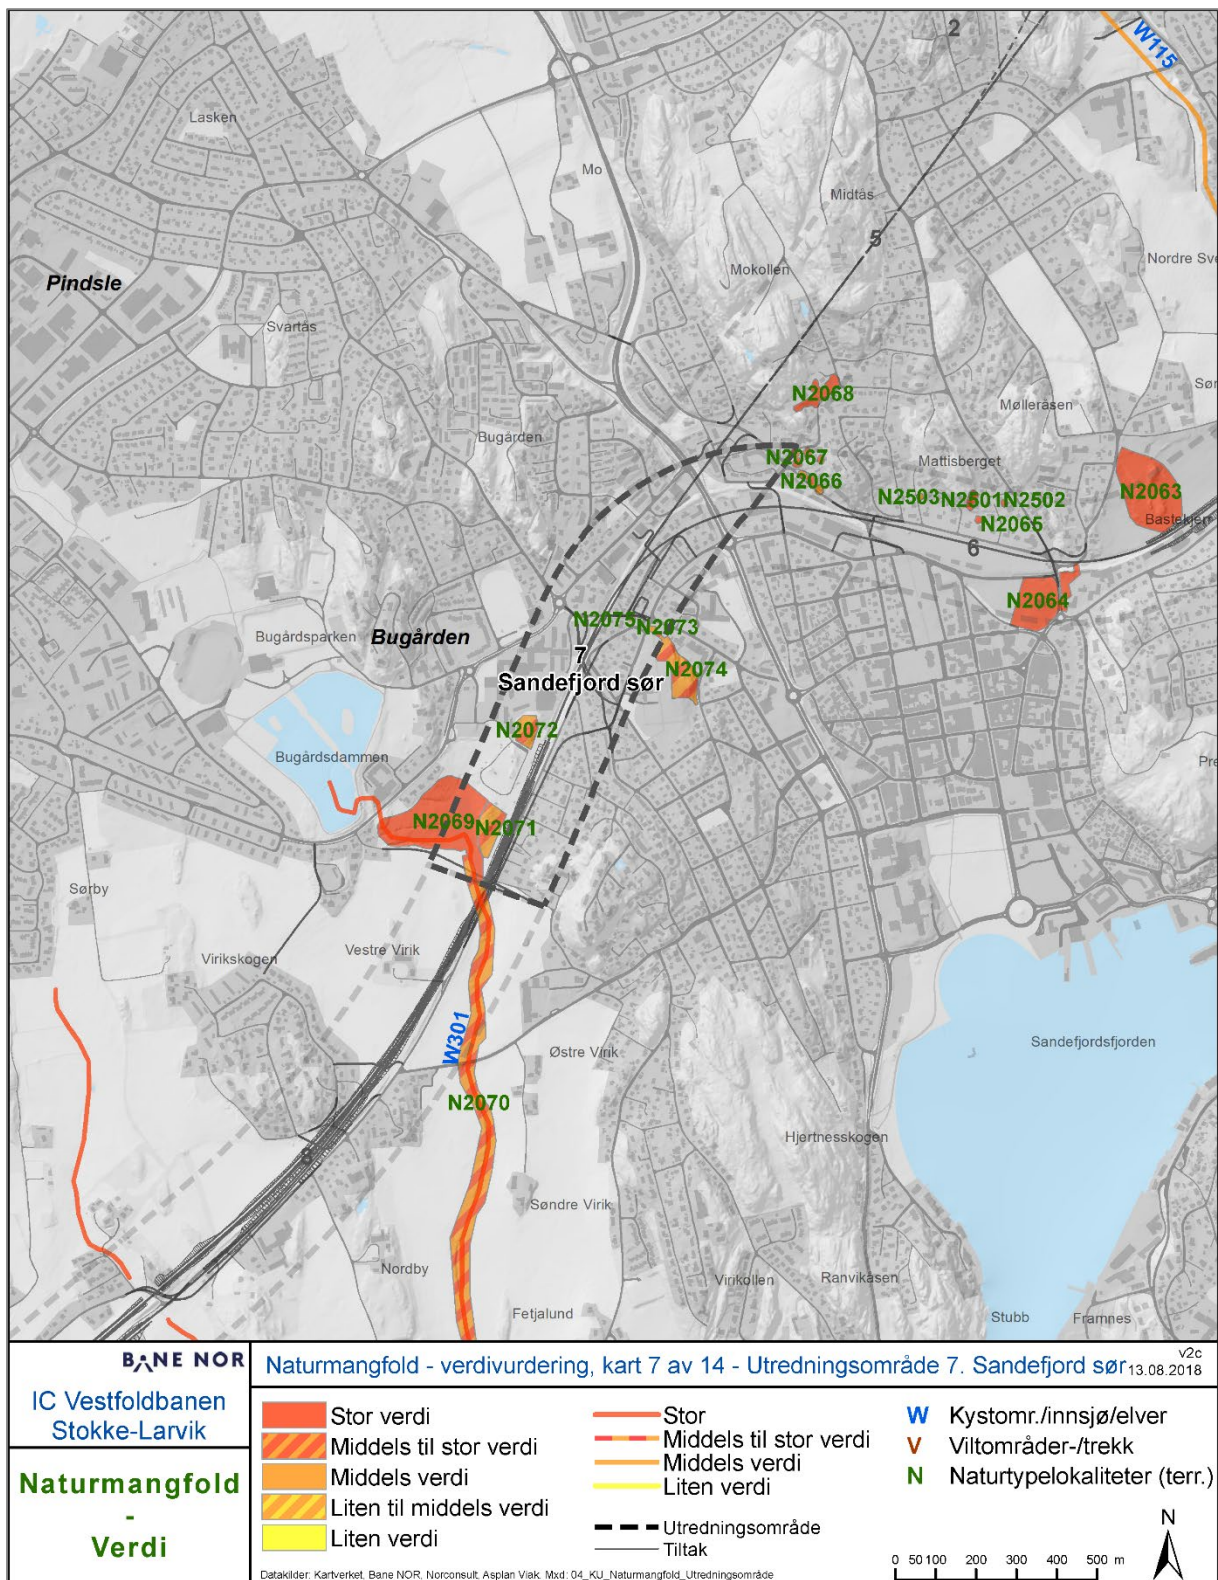 2
W115
Lasken
Mo
Midtås
5
Nordre Sve
Mokollen
Pindsle
Svartås
N2068
Sør
Mølleråsen
Bugården
N2067
Mattisberget
N2066
N2503
N2501
N2502
N2063
N2065
Bastekjen
6
N2064
N2075
N2073
Bugårdsparken
Bugården
7
N2074
Sandefjord sør
N2072
Bugårdsdammen
Pre
N2069
N2071
Sørby
Vestre Virik
Virikskogen
W301
Østre Virik
Sandefjordsfjorden
N2070
Hjertnesskogen
8
Søndre Virik
Nordby
Virikollen
Ranvikåsen
Fetjalund
Stubb
Framnes
BANE NOR
IC Vestfoldbanen
Stokke-Larvik
Naturmangfold
-
Verdi
Naturmangfold - verdivurdering, kart 7 av 14 - Utredningsområde 7. Sandefjord sør
v2c
13.08.2018
Stor verdi
Middels til stor verdi
Middels verdi
Liten til middels verdi
Liten verdi
Stor
Middels til stor verdi
Middels verdi
Liten verdi
Utredningsområde
Tiltak
W Kystomr./innsjø/elver
V Viltområder-/trekk
N Naturtypelokaliteter (terr.)
N
0 50 100 200 300 400 500 m
Datakilder: Kartverket, Bane NOR, Norconsult, Asplan Viak. Mxd: 04_KU_Naturmangfold_Utredningsområde